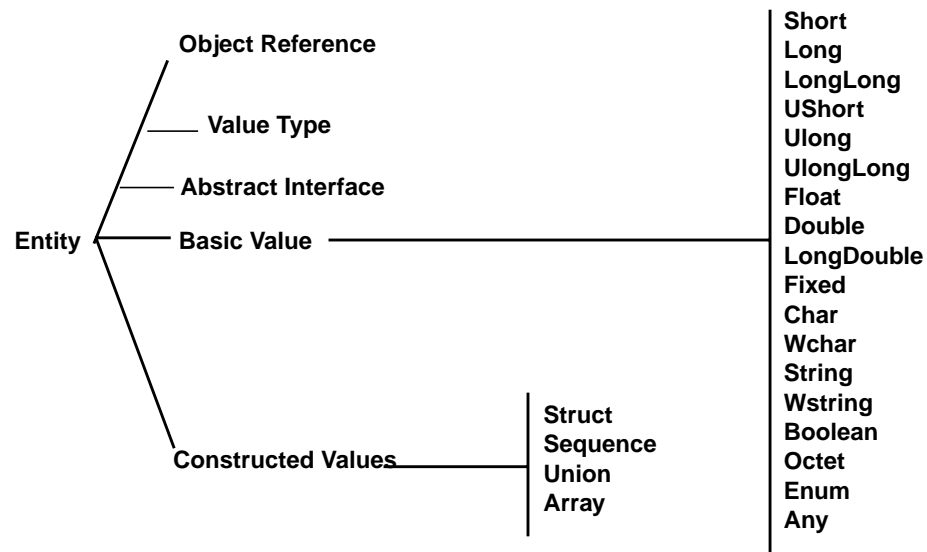 Object Reference
Value Type
Abstract Interface
Entity
Basic Value
Constructed Values
Struct
Sequence
Union
Array
Short
Long
LongLong
UShort
Ulong
UlongLong
Float
Double
LongDouble
Fixed
Char
Wchar
String
Wstring
Boolean
Octet
Enum
Any